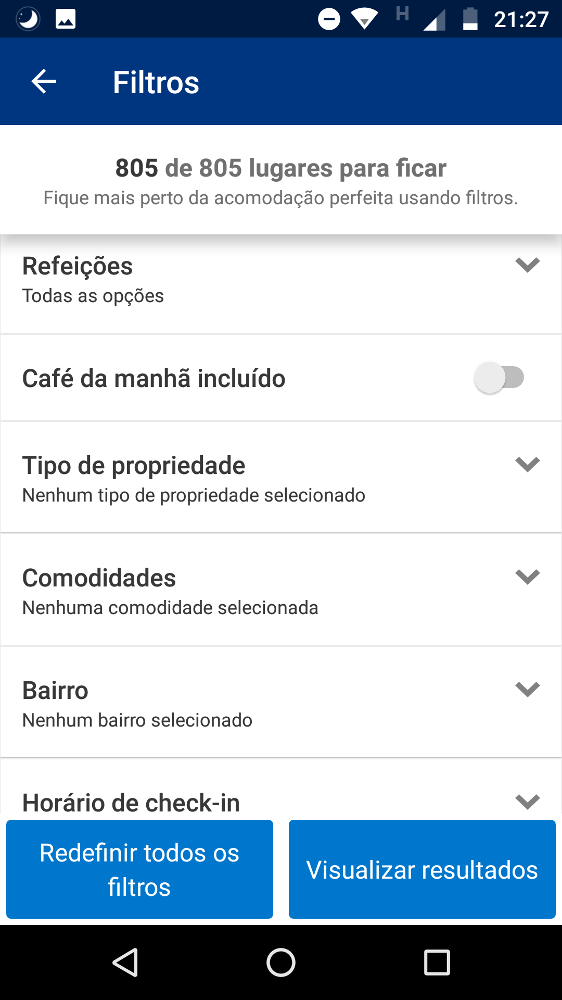 H 21:27
Filtros
805 de 805 lugares para ficar
Fique mais perto da acomodação perfeita usando filtros.
Refeições
Todas as opções
Café da manhã incluído
Tipo de propriedade
Nenhum tipo de propriedade selecionado
Comodidades
Nenhuma comodidade selecionada
Bairro
Nenhum bairro selecionado
Horário de check-in
Redefinir todos os
filtros
Visualizar resultados